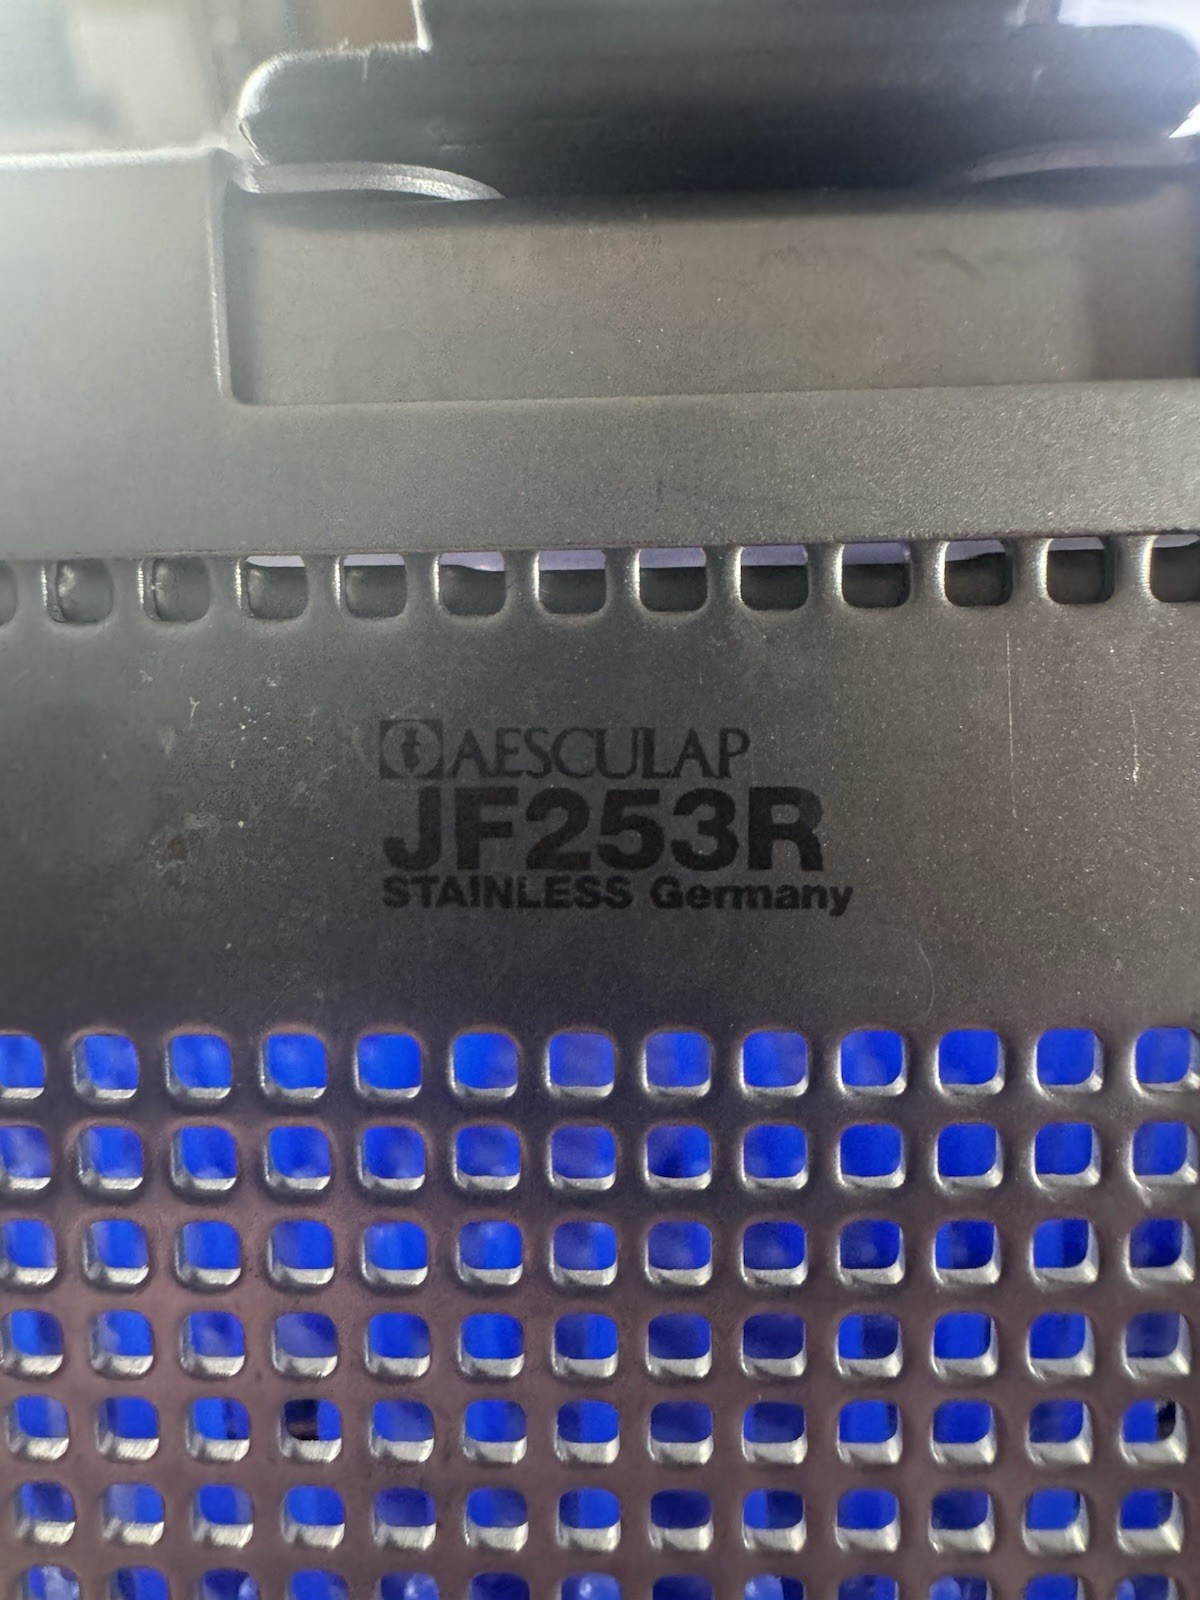 AESCULAP
JF253R
STAINLESS Germany